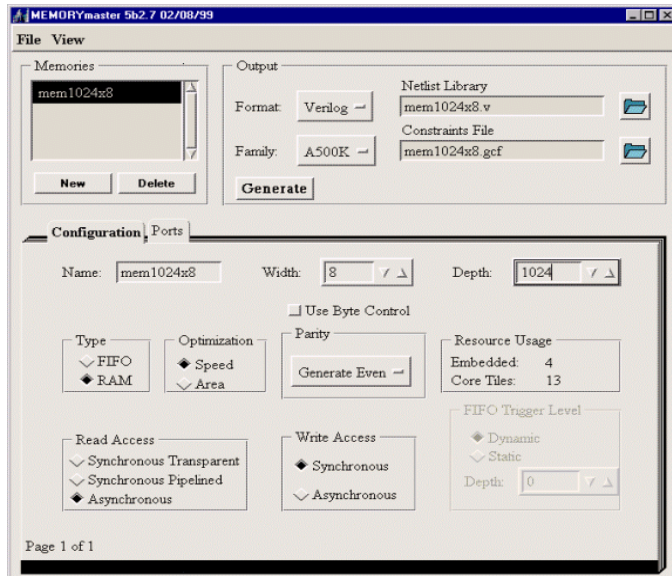 MEMORYmaster 5b2.7 02/08/99
File View
Memories
mem1024x8
New Delete
Output
Format: Verilog
Netlist Library
mem1024x8.v
Family: A500K
Constraints File
mem1024x8.gcf
Generate
Configuration Ports
Name: mem1024x8 Width: 8 Depth: 1024
Use Byte Control
Type
FIFO
RAM
Optimization
Speed
Area
Parity
Generate Even
Resource Usage
Embedded: 4
Core Tiles: 13
Read Access
Synchronous Transparent
Synchronous Pipelined
Asynchronous
Write Access
Synchronous
Asynchronous
FIFO Trigger Level
Dynamic
Static
Depth: 0
Page 1 of 1